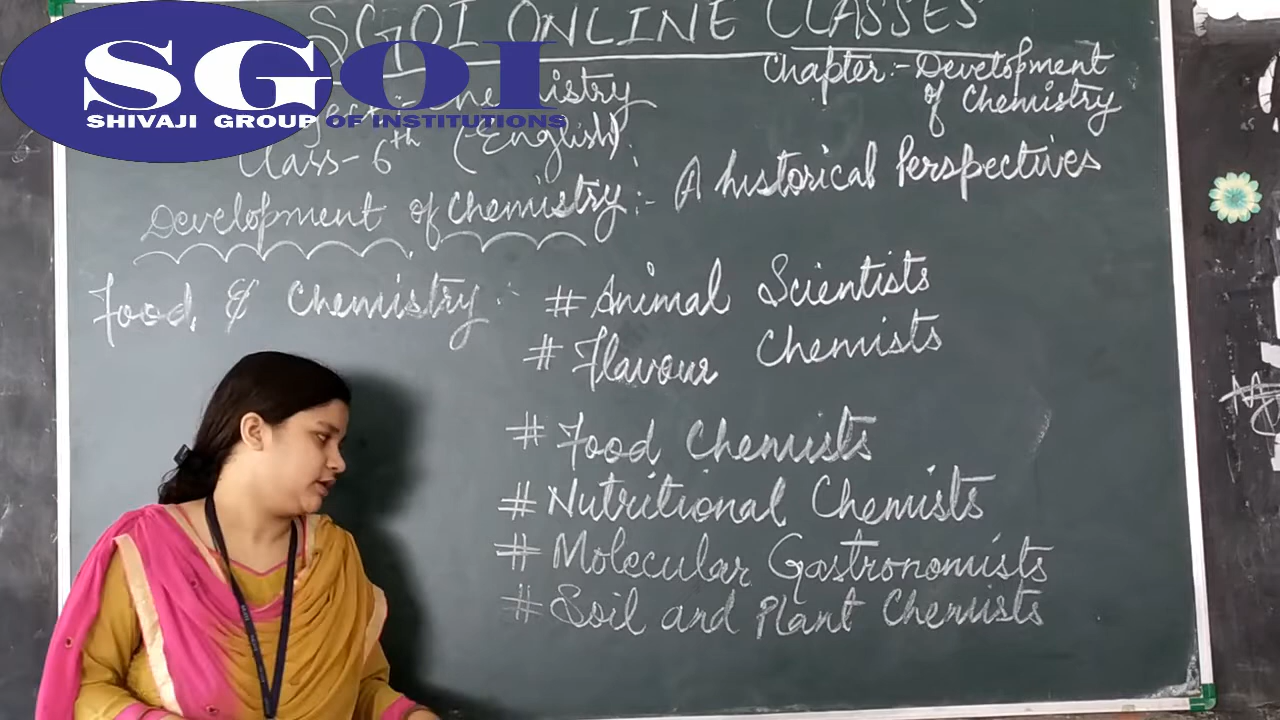 SGOI ONLINE CLASSES
SGOI
SHIVAJI GROUP OF INSTITUTIONS
Chapter:- Development
of Chemistry
Chemistry
Class- 6th (English)
Development of Chemistry:- A historical Perspectives
Food & Chemistry:-
# Animal Scientists
# Flavour Chemists
# Food Chemists
# Nutritional Chemists
# Molecular Gastronomists
# Soil and Plant Chemists